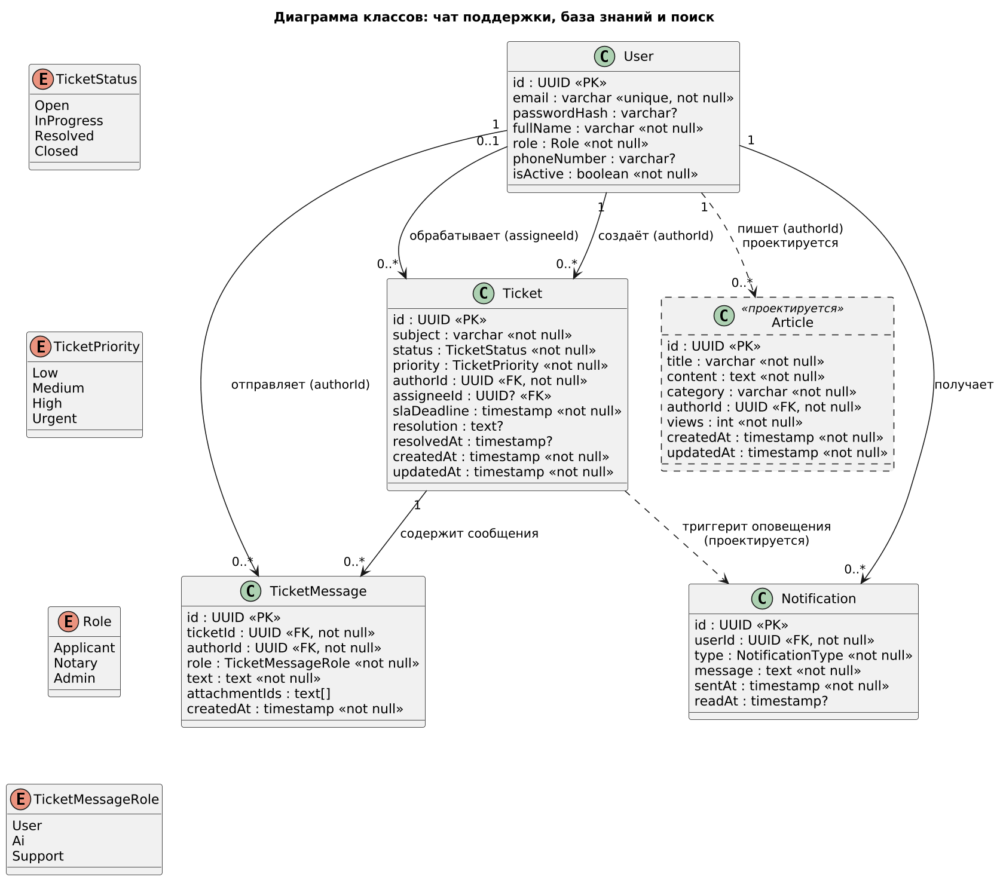 Диаграмма классов: чат поддержки, база знаний и поиск
E TicketStatus
Open
InProgress
Resolved
Closed
C User
id : UUID «PK»
email : varchar «unique, not null»
passwordHash : varchar?
fullName : varchar «not null»
role : Role «not null»
phoneNumber : varchar?
isActive : boolean «not null»
1
0..1
1
1
1
обрабатывает (assigneeId)
создаёт (authorId)
пишет (authorId)
проектируется
0..*
0..*
0..*
E TicketPriority
Low
Medium
High
Urgent
отправляет (authorId)
C Ticket
id : UUID «PK»
subject : varchar «not null»
status : TicketStatus «not null»
priority : TicketPriority «not null»
authorId : UUID «FK, not null»
assigneeId : UUID? «FK»
slaDeadline : timestamp «not null»
resolution : text?
resolvedAt : timestamp?
createdAt : timestamp «not null»
updatedAt : timestamp «not null»
«проектируется»
C Article
id : UUID «PK»
title : varchar «not null»
content : text «not null»
category : varchar «not null»
authorId : UUID «FK, not null»
views : int «not null»
createdAt : timestamp «not null»
updatedAt : timestamp «not null»
получает
1
содержит сообщения
триггерит оповещения
(проектируется)
0..*
0..*
0..*
E Role
Applicant
Notary
Admin
C TicketMessage
id : UUID «PK»
ticketId : UUID «FK, not null»
authorId : UUID «FK, not null»
role : TicketMessageRole «not null»
text : text «not null»
attachmentIds : text[]
createdAt : timestamp «not null»
C Notification
id : UUID «PK»
userId : UUID «FK, not null»
type : NotificationType «not null»
message : text «not null»
sentAt : timestamp «not null»
readAt : timestamp?
E TicketMessageRole
User
Ai
Support